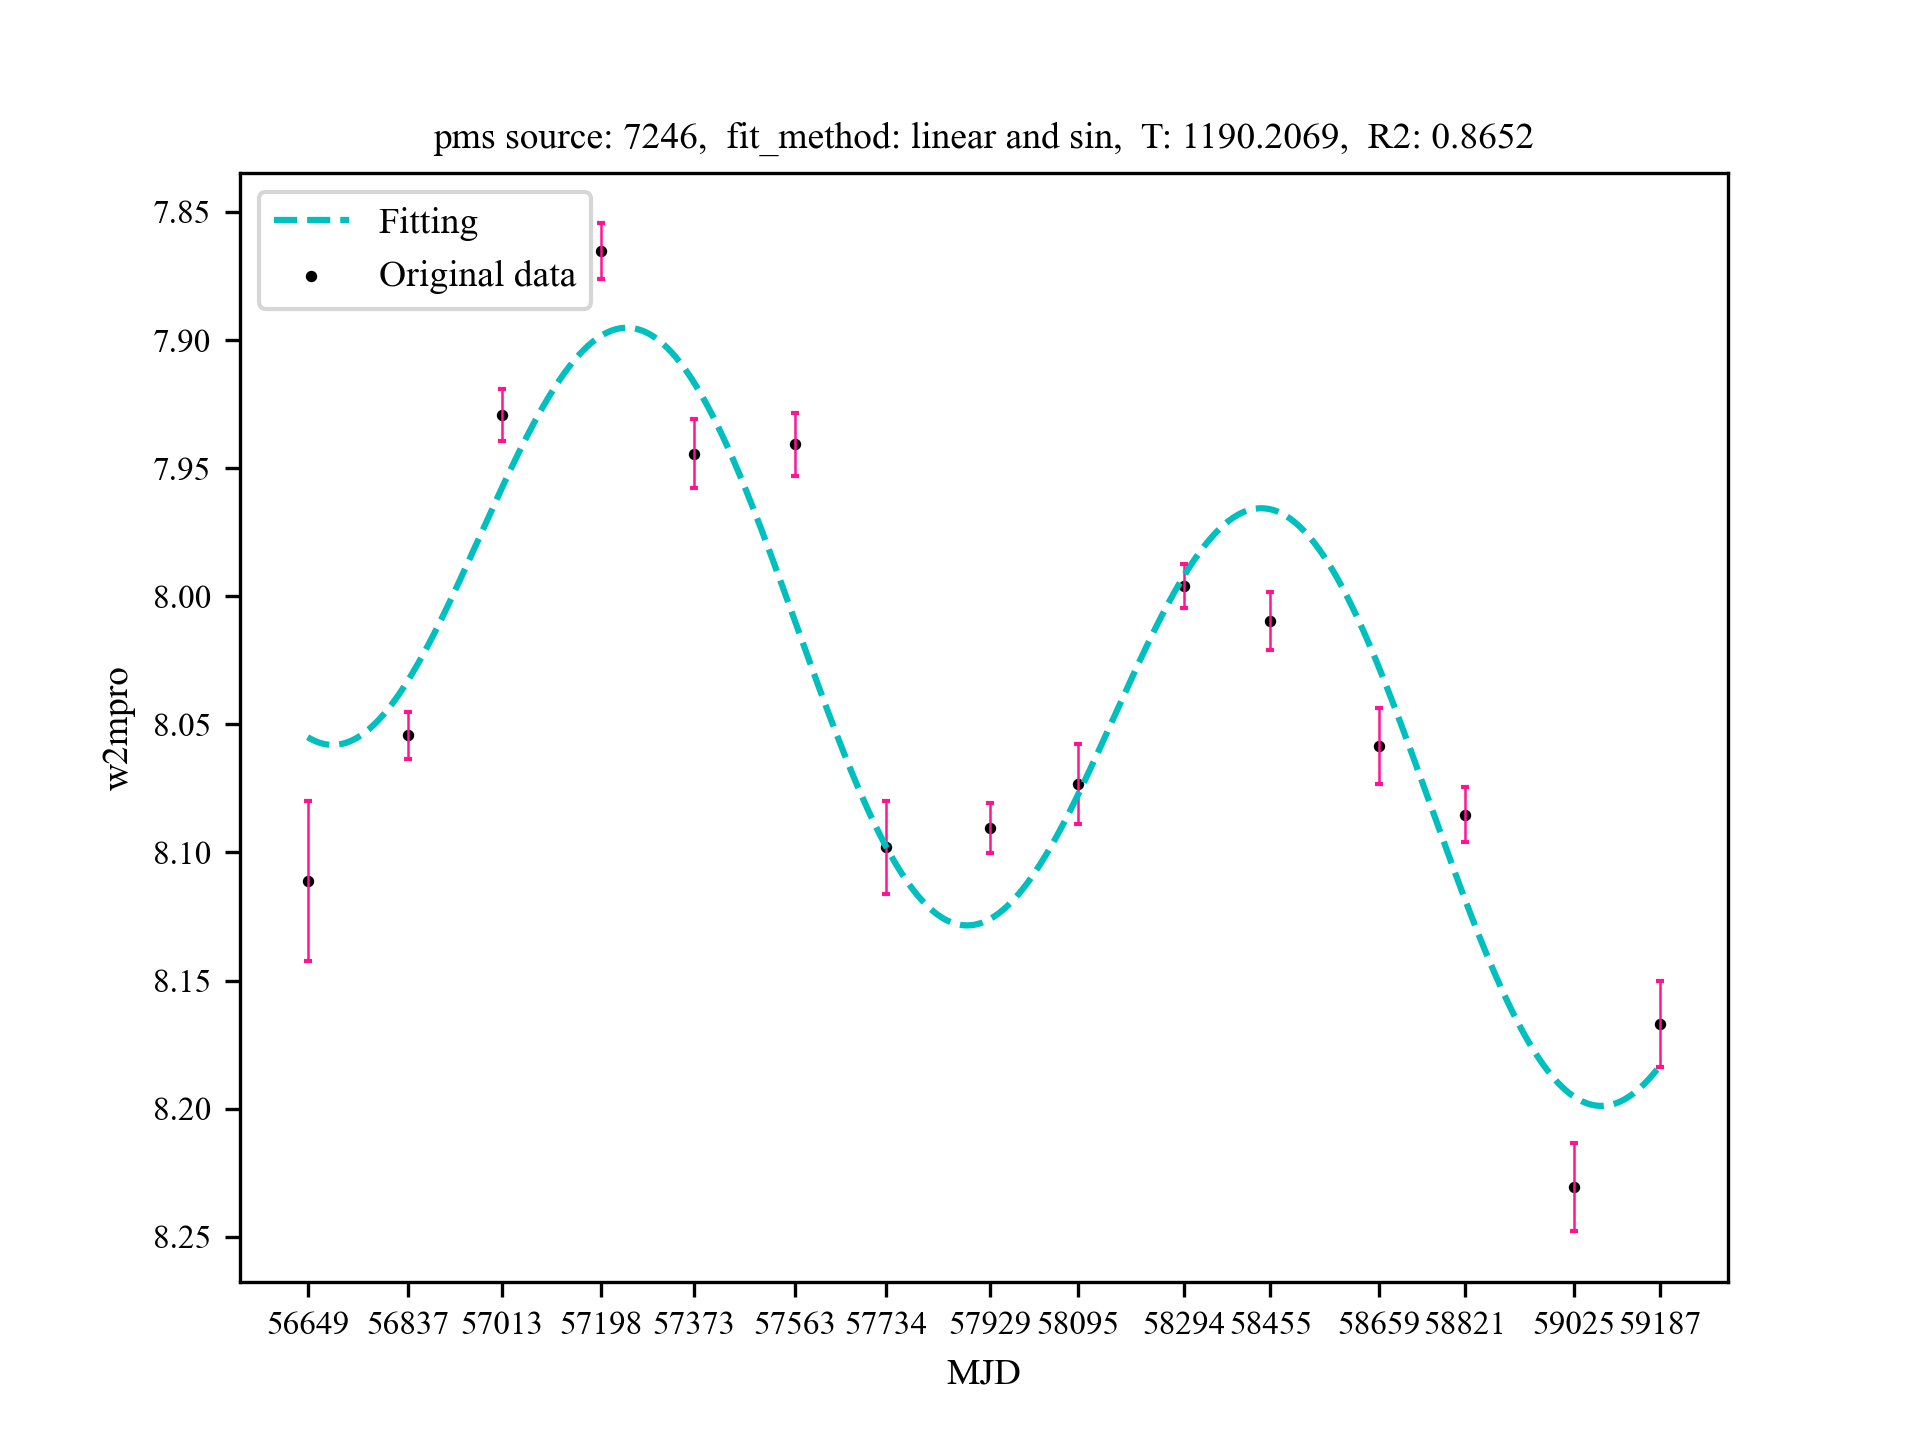 pms source: 7246,  fit_method: linear and sin,  T: 1190.2069,  R2: 0.8652
Fitting
Original data
7.85
7.90
7.95
8.00
8.05
8.10
8.15
8.20
8.25
w2mpro
56649 56837 57013 57198 57373 57563 57734 57929 58095 58294 58455 58659 58821 59025 59187
MJD